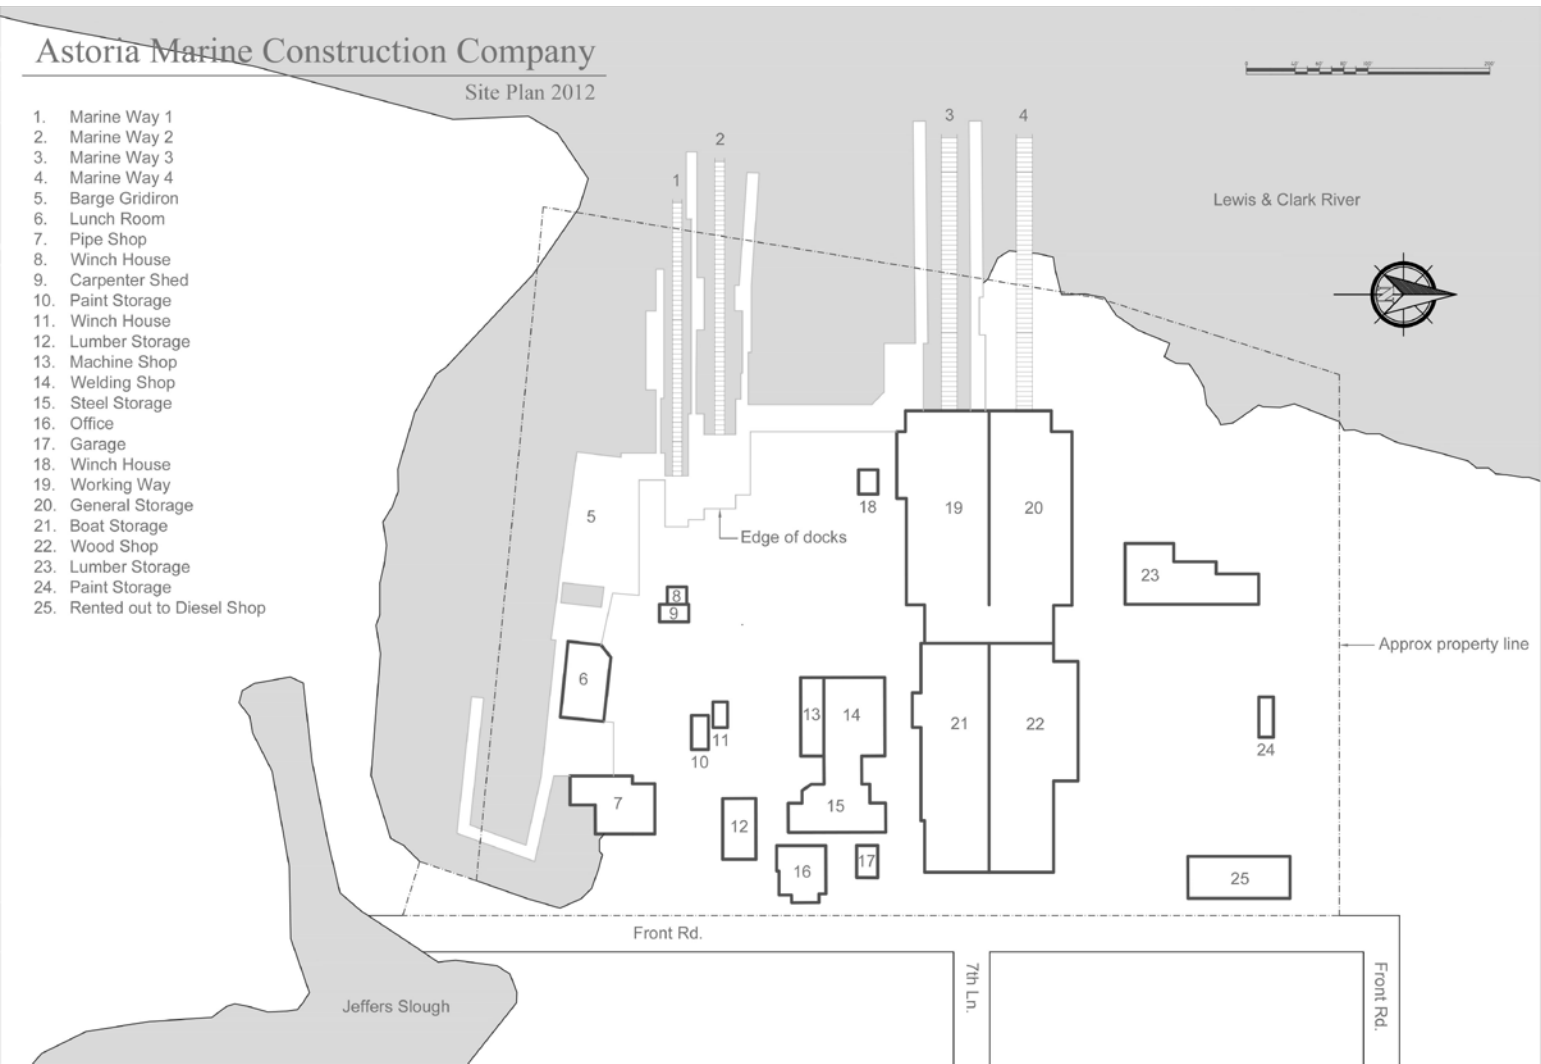 Astoria Marine Construction Company
Site Plan 2012
1. Marine Way 1
2. Marine Way 2
3. Marine Way 3
4. Marine Way 4
5. Barge Gridiron
6. Lunch Room
7. Pipe Shop
8. Winch House
9. Carpenter Shed
10. Paint Storage
11. Winch House
12. Lumber Storage
13. Machine Shop
14. Welding Shop
15. Steel Storage
16. Office
17. Garage
18. Winch House
19. Working Way
20. General Storage
21. Boat Storage
22. Wood Shop
23. Lumber Storage
24. Paint Storage
25. Rented out to Diesel Shop
3
4
2
1
Lewis & Clark River
N
5
18
19
20
Edge of docks
23
8
9
Approx property line
6
13
14
21
22
11
10
24
7
12
15
16
17
25
Front Rd.
7th Ln.
Front Rd.
Jeffers Slough